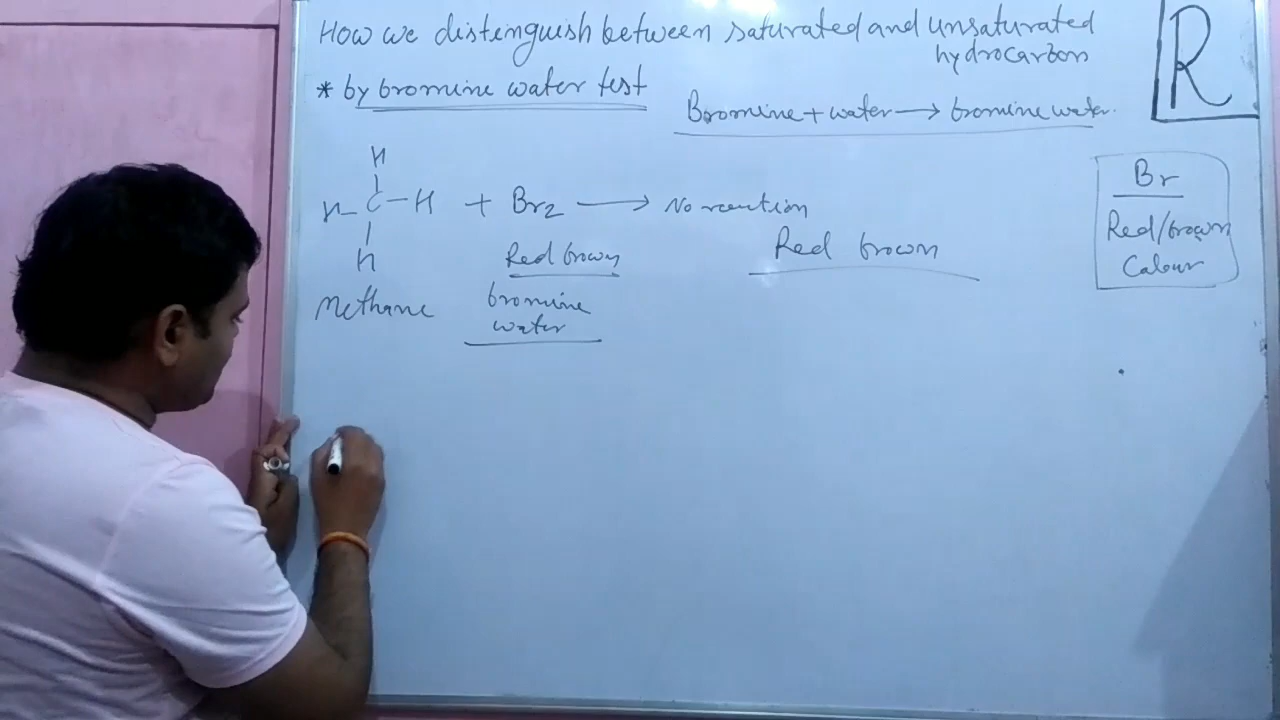 How we distinguish between saturated and unsaturated
hydrocarbon
* by bromine water test
Bromine + water → bromine water.
R
H
H - C - H + Br2 → No reaction
H
Red brown
Red brown
Methane
bromine
water
Br
Red/brown
Colour